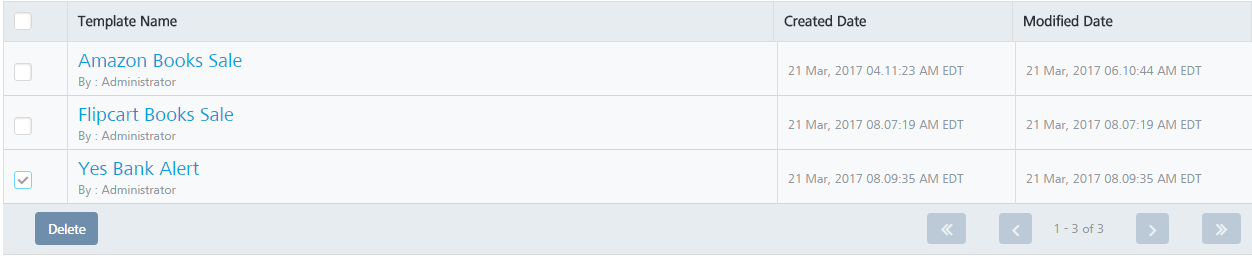 Template Name Created Date Modified Date
Amazon Books Sale
By : Administrator
21 Mar, 2017 04.11:23 AM EDT 21 Mar, 2017 06.10:44 AM EDT
Flipcart Books Sale
By : Administrator
21 Mar, 2017 08.07:19 AM EDT 21 Mar, 2017 08.07:19 AM EDT
Yes Bank Alert
By : Administrator
21 Mar, 2017 08.09:35 AM EDT 21 Mar, 2017 08.09:35 AM EDT
Delete 1 - 3 of 3